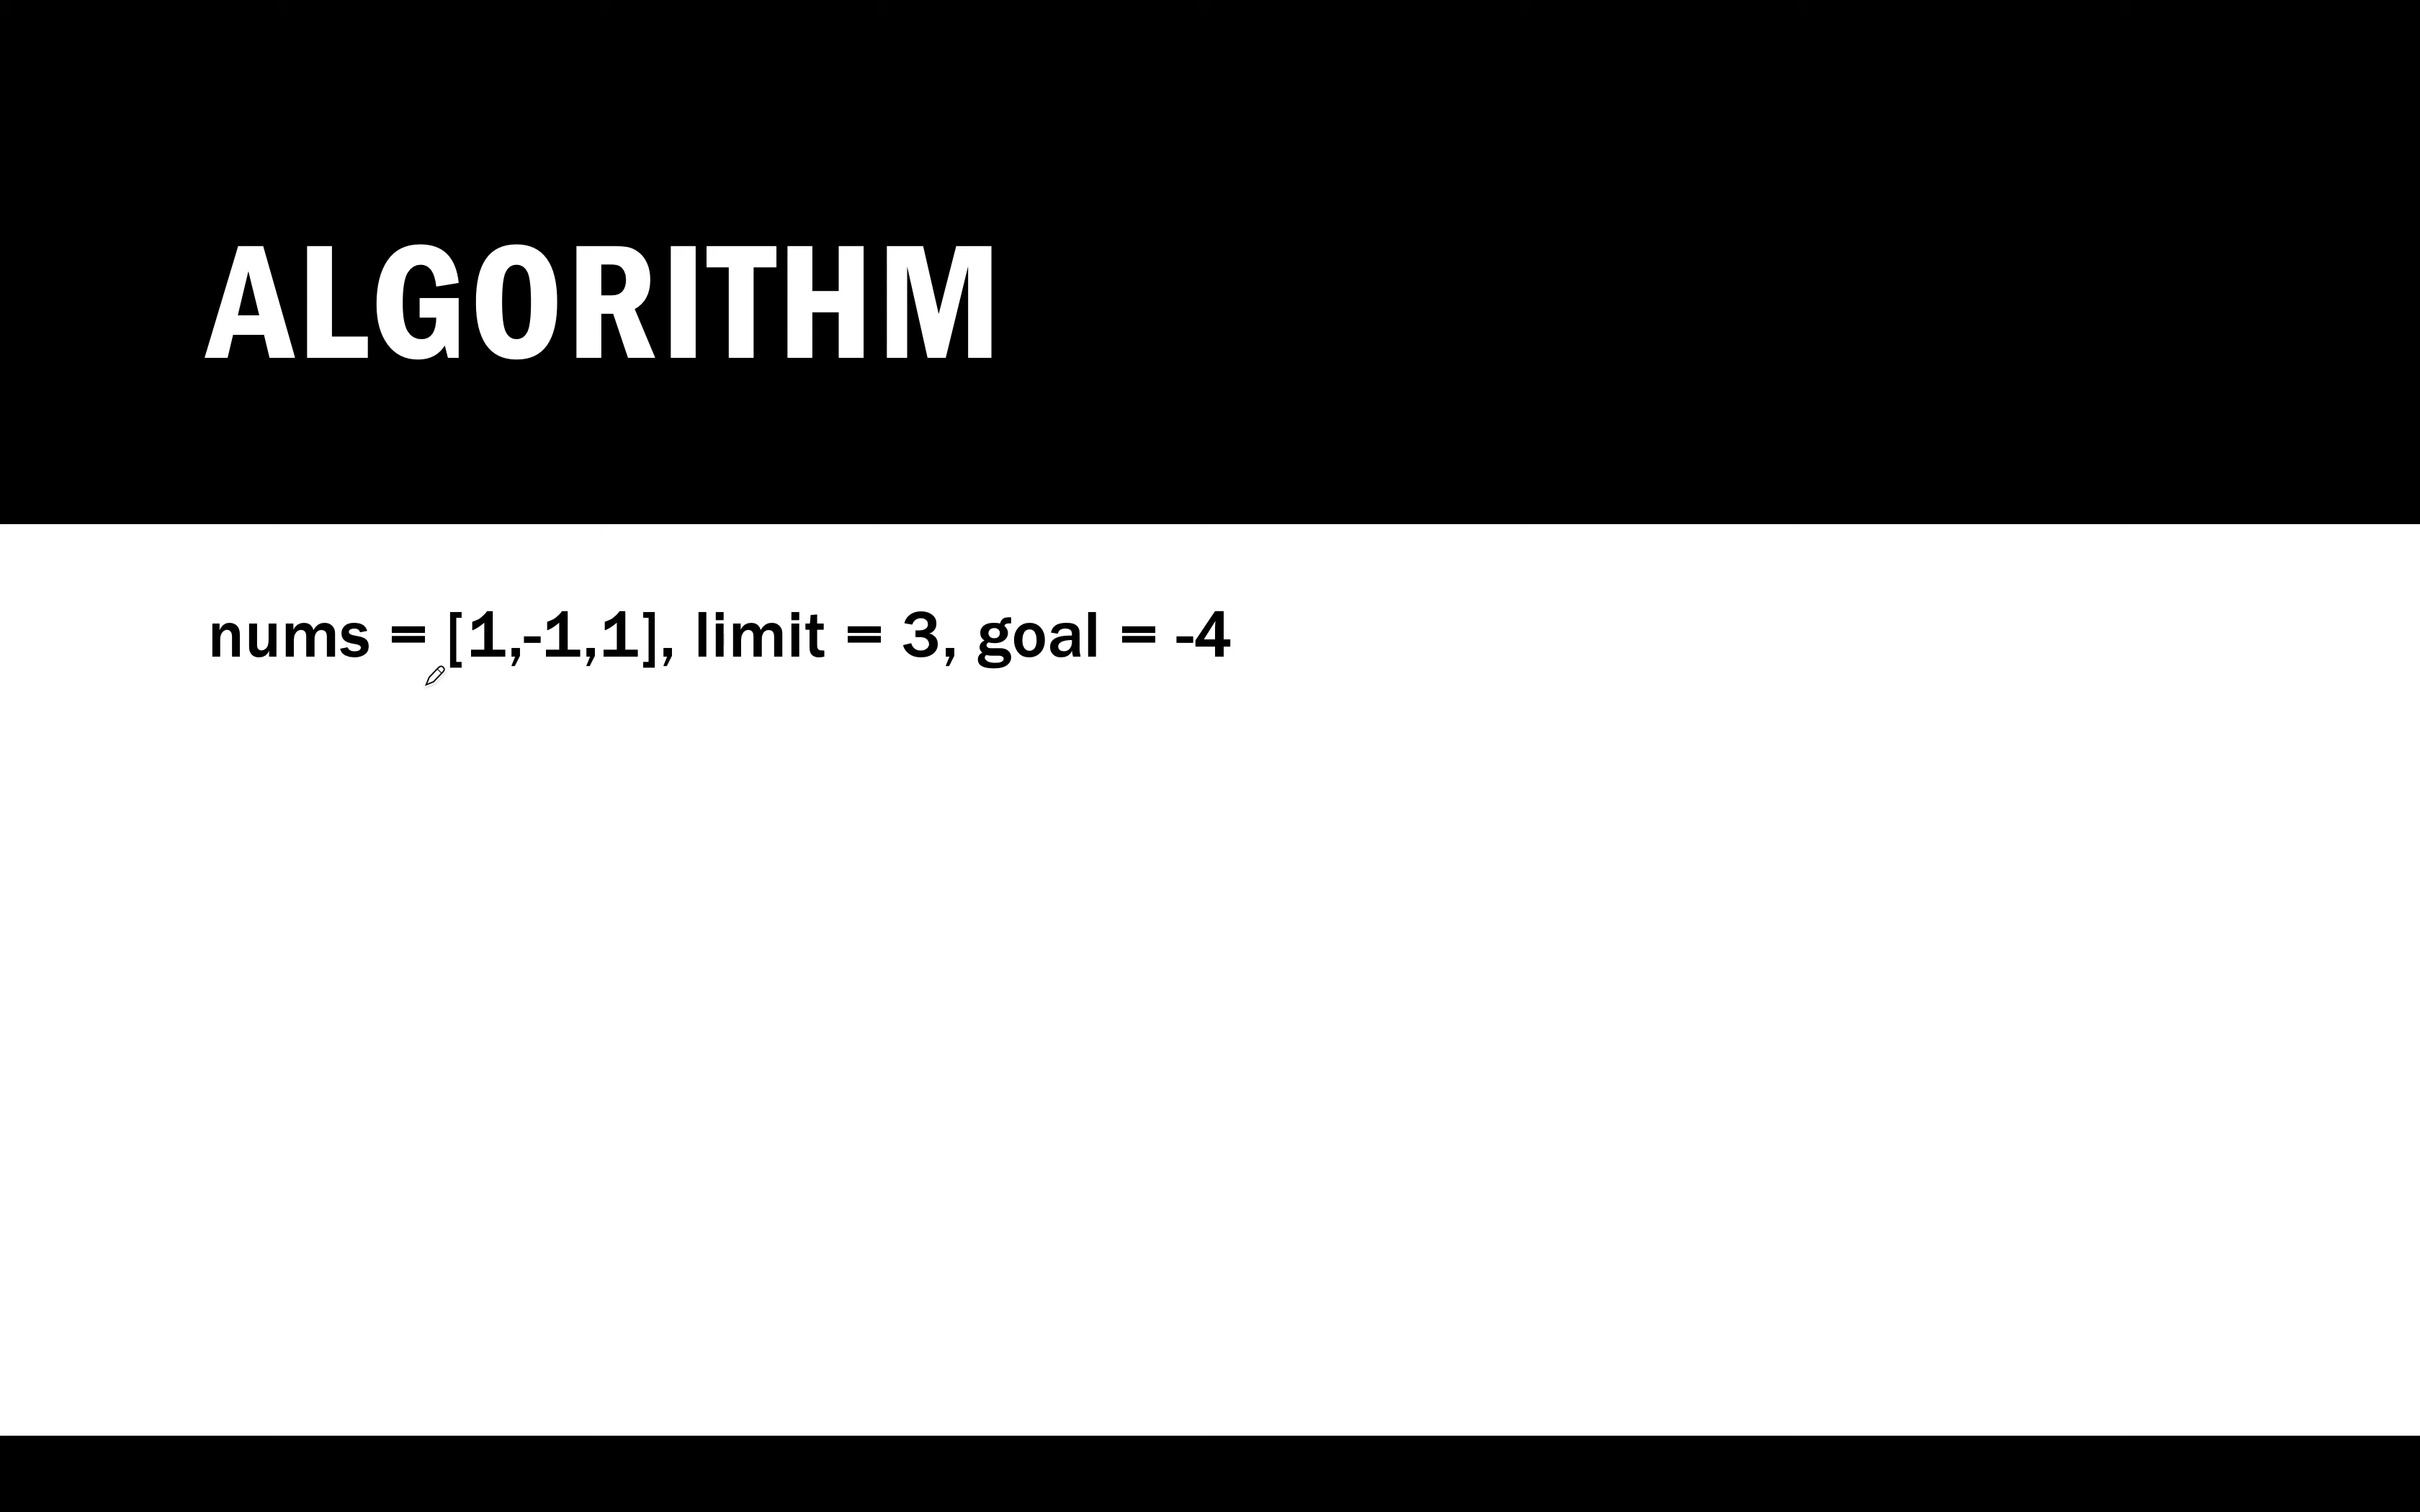 ALGORITHM
nums = [1,-1,1], limit = 3, goal = -4